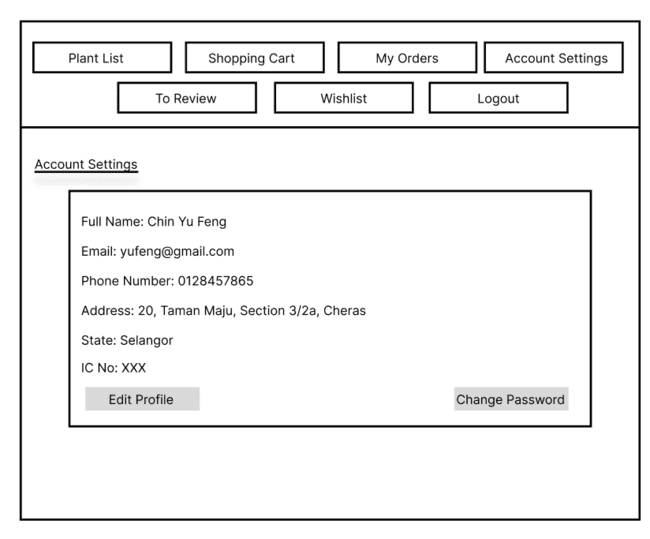 Plant List
Shopping Cart
My Orders
Account Settings
To Review
Wishlist
Logout
Account Settings
Full Name: Chin Yu Feng
Email: yufeng@gmail.com
Phone Number: 0128457865
Address: 20, Taman Maju, Section 3/2a, Cheras
State: Selangor
IC No: XXX
Edit Profile
Change Password